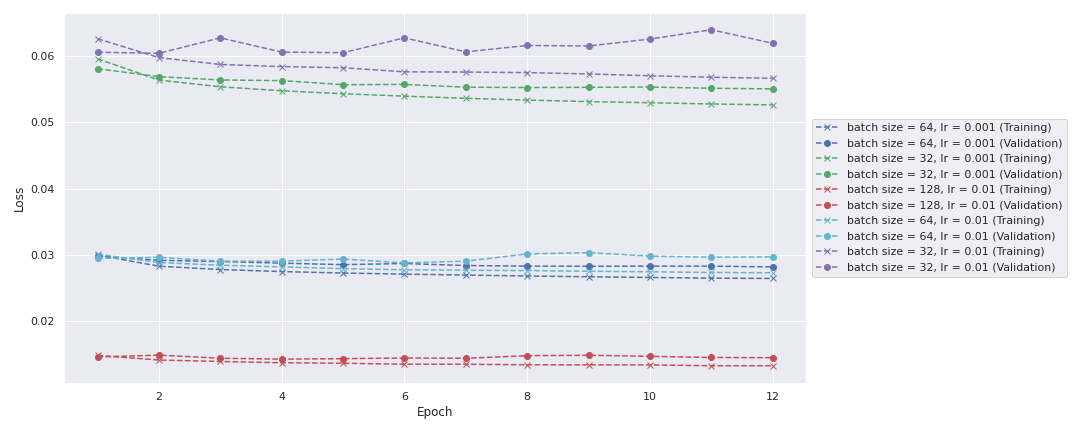 0.06
0.05
0.04
0.03
0.02
Loss
2 4 6 8 10 12
Epoch
batch size = 64, lr = 0.001 (Training)
batch size = 64, lr = 0.001 (Validation)
batch size = 32, lr = 0.001 (Training)
batch size = 32, lr = 0.001 (Validation)
batch size = 128, lr = 0.01 (Training)
batch size = 128, lr = 0.01 (Validation)
batch size = 64, lr = 0.01 (Training)
batch size = 64, lr = 0.01 (Validation)
batch size = 32, lr = 0.01 (Training)
batch size = 32, lr = 0.01 (Validation)